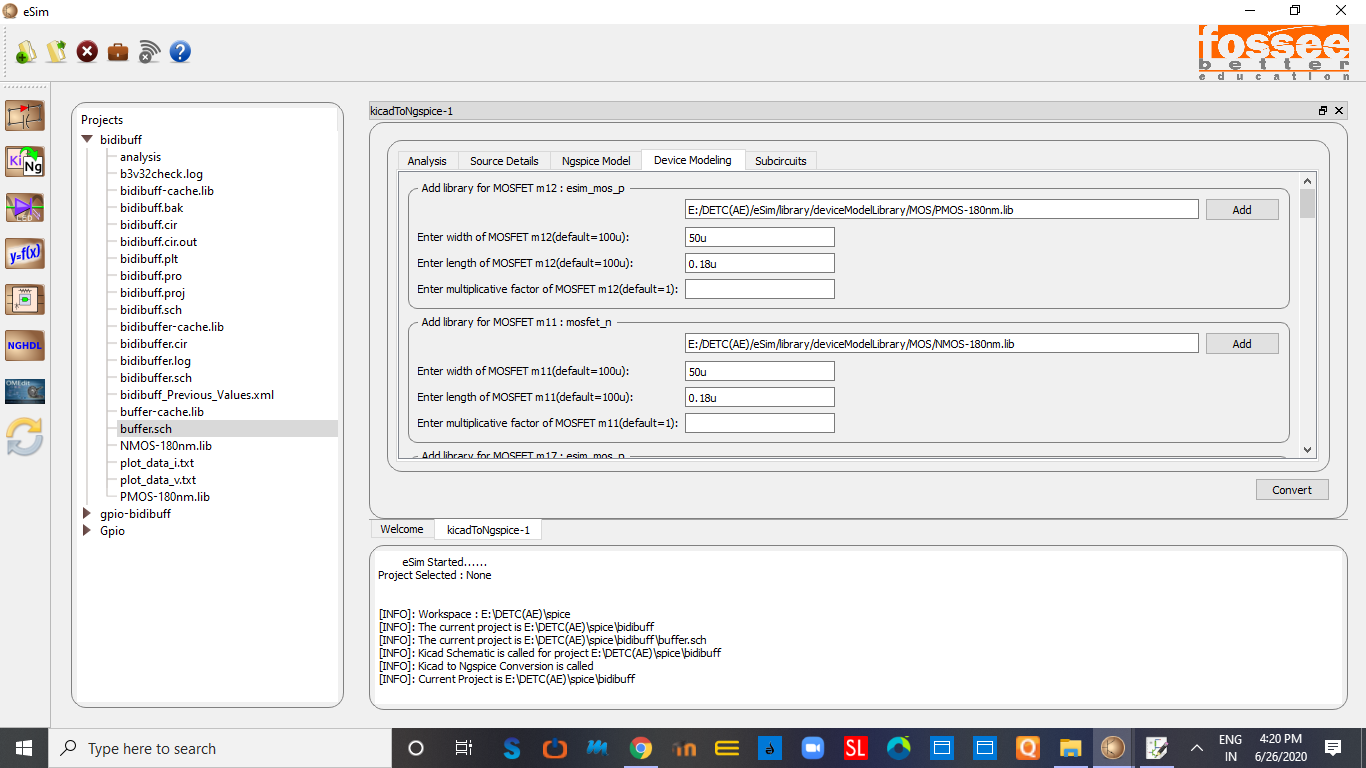 eSim
fossee
better
education
Projects
bidibuff
analysis
b3v32check.log
bidibuff-cache.lib
bidibuff.bak
bidibuff.cir
bidibuff.cir.out
bidibuff.plt
bidibuff.pro
bidibuff.proj
bidibuff.sch
bidibuffer-cache.lib
bidibuffer.cir
bidibuffer.log
bidibuffer.sch
bidibuff_Previous_Values.xml
buffer-cache.lib
buffer.sch
NMOS-180nm.lib
plot_data_i.txt
plot_data_v.txt
PMOS-180nm.lib
gpio-bidibuff
Gpio
Ki Ng
y=f(x)
NGHDL
OMEdit
kicadToNgspice-1
Analysis Source Details Ngspice Model Device Modeling Subcircuits
Add library for MOSFET m12 : esim_mos_p
E:/DETC(AE)/eSim/library/deviceModelLibrary/MOS/PMOS-180nm.lib Add
Enter width of MOSFET m12(default=100u): 50u
Enter length of MOSFET m12(default=100u): 0.18u
Enter multiplicative factor of MOSFET m12(default=1):
Add library for MOSFET m11 : mosfet_n
E:/DETC(AE)/eSim/library/deviceModelLibrary/MOS/NMOS-180nm.lib Add
Enter width of MOSFET m11(default=100u): 50u
Enter length of MOSFET m11(default=100u): 0.18u
Enter multiplicative factor of MOSFET m11(default=1):
Add library for MOSFET m17 : esim_mos_p
Convert
Welcome kicadToNgspice-1
eSim Started......
Project Selected : None
[INFO]: Workspace : E:\DETC(AE)\spice
[INFO]: The current project is E:\DETC(AE)\spice\bidibuff
[INFO]: The current project is E:\DETC(AE)\spice\bidibuff\buffer.sch
[INFO]: Kicad Schematic is called for project E:\DETC(AE)\spice\bidibuff
[INFO]: Kicad to Ngspice Conversion is called
[INFO]: Current Project is E:\DETC(AE)\spice\bidibuff
Type here to search
SL
ENG
IN
4:20 PM
6/26/2020